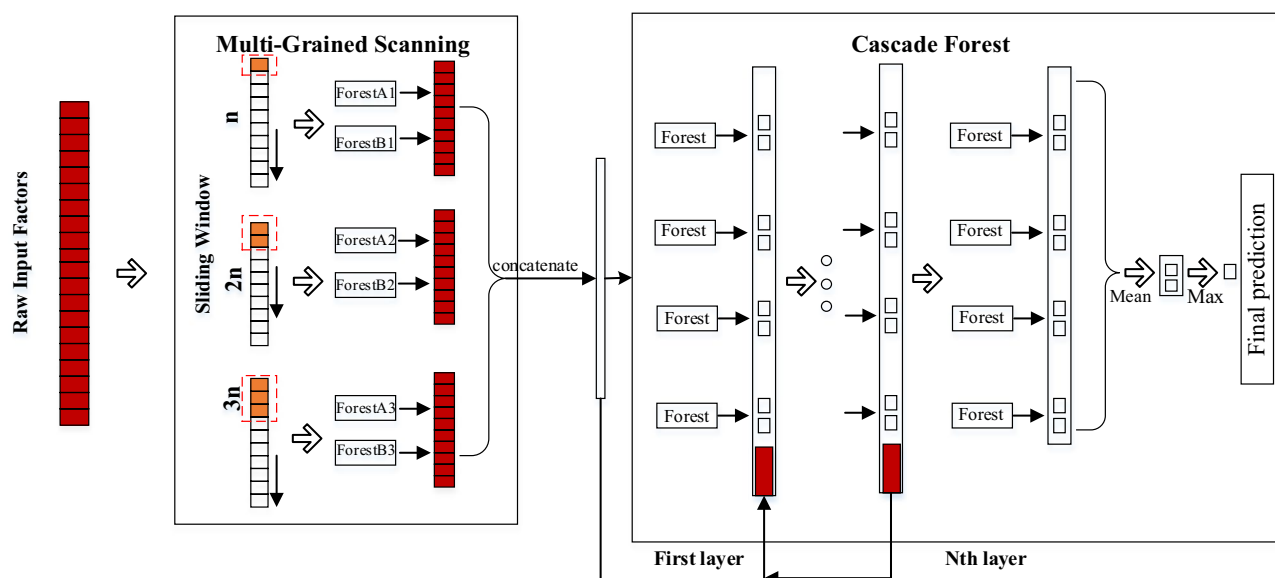 Raw Input Factors
Multi-Grained Scanning
Sliding Window
n
ForestA1
ForestB1
2n
ForestA2
ForestB2
3n
ForestA3
ForestB3
concatenate
Cascade Forest
Forest
Forest
Forest
Forest
Forest
Forest
Forest
Forest
Mean
Max
Final prediction
First layer
Nth layer